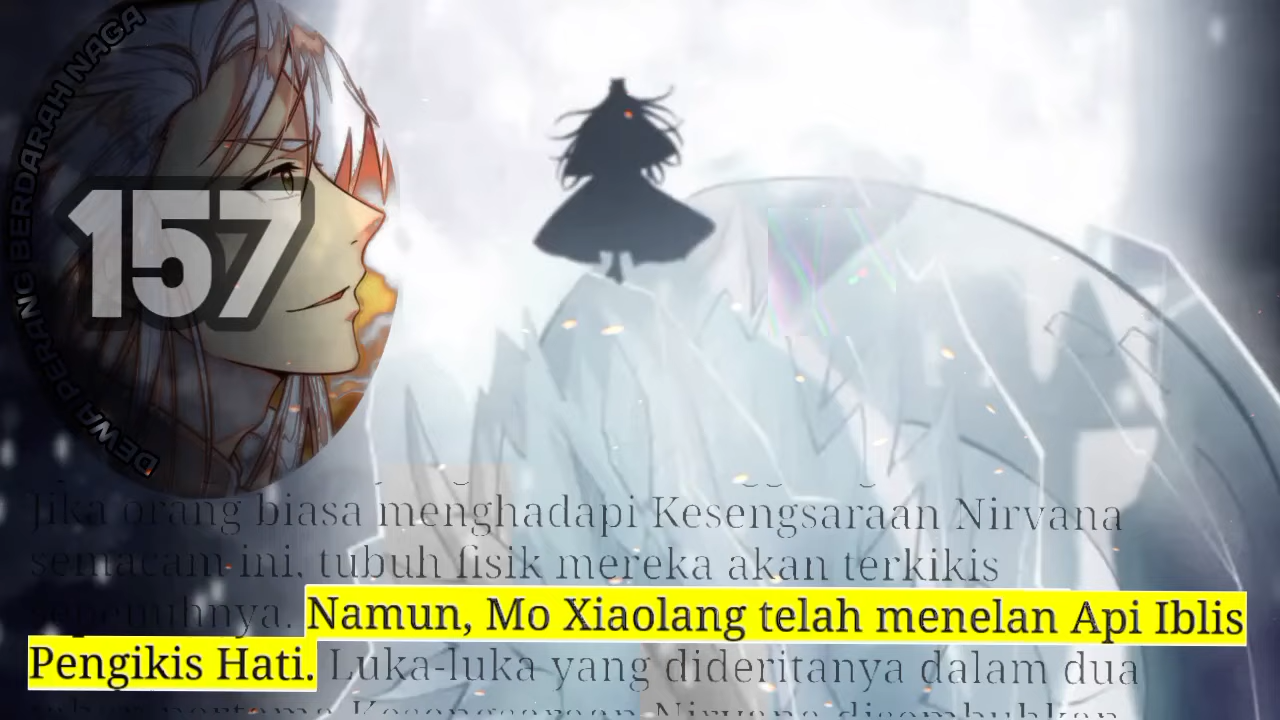 DEWA PERANG BERDARAH NAGA
157
Jika orang biasa menghadapi Kesengsaraan Nirvana
semacam ini, tubuh fisik mereka akan terkikis
sepenuhnya. Namun, Mo Xiaolang telah menelan Api Iblis
Pengikis Hati. Luka-luka yang dideritanya dalam dua